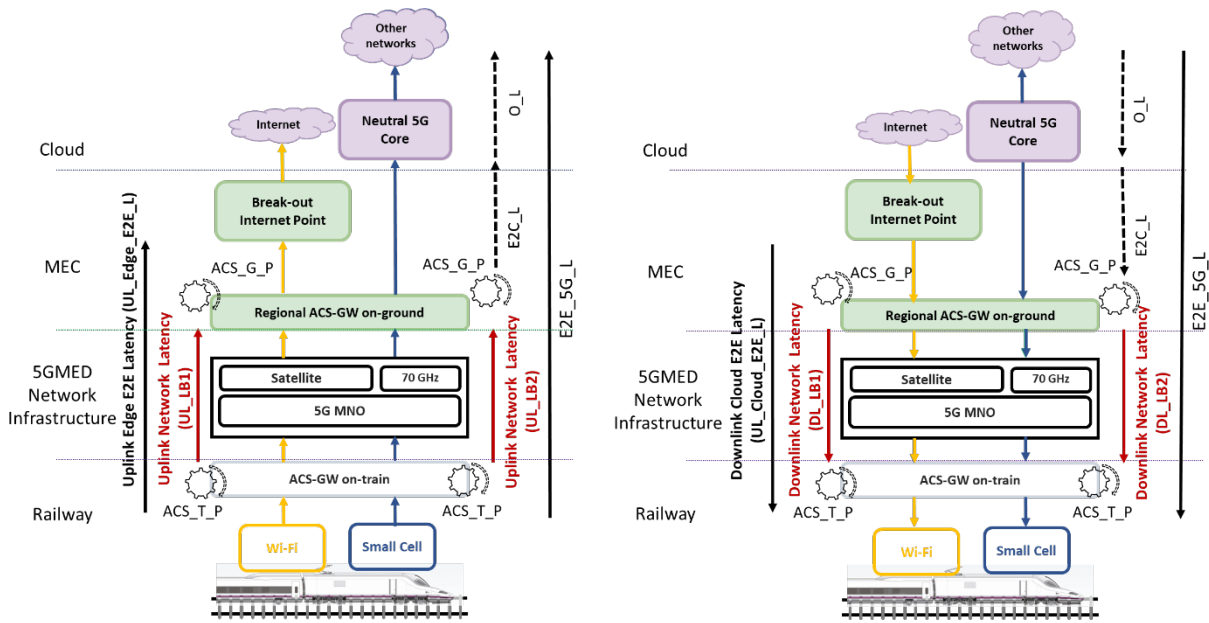 Other
networks
Internet
Neutral 5G
Core
Cloud
O_L
Break-out
Internet Point
E2C_L
MEC
ACS_G_P
ACS_G_P
Regional ACS-GW on-ground
E2E_5G_L
Uplink Edge E2E Latency (UL_Edge_E2E_L)
Uplink Network Latency
(UL_LB1)
Uplink Network Latency
(UL_LB2)
5GMED
Network
Infrastructure
Satellite
70 GHz
5G MNO
ACS-GW on-train
ACS_T_P
ACS_T_P
Railway
Wi-Fi
Small Cell
Other
networks
Internet
Neutral 5G
Core
Cloud
O_L
Break-out
Internet Point
E2C_L
MEC
ACS_G_P
ACS_G_P
Regional ACS-GW on-ground
E2E_5G_L
Downlink Cloud E2E Latency
(UL_Cloud_E2E_L)
Downlink Network Latency
(DL_LB1)
Downlink Network Latency
(DL_LB2)
5GMED
Network
Infrastructure
Satellite
70 GHz
5G MNO
ACS-GW on-train
ACS_T_P
ACS_T_P
Railway
Wi-Fi
Small Cell